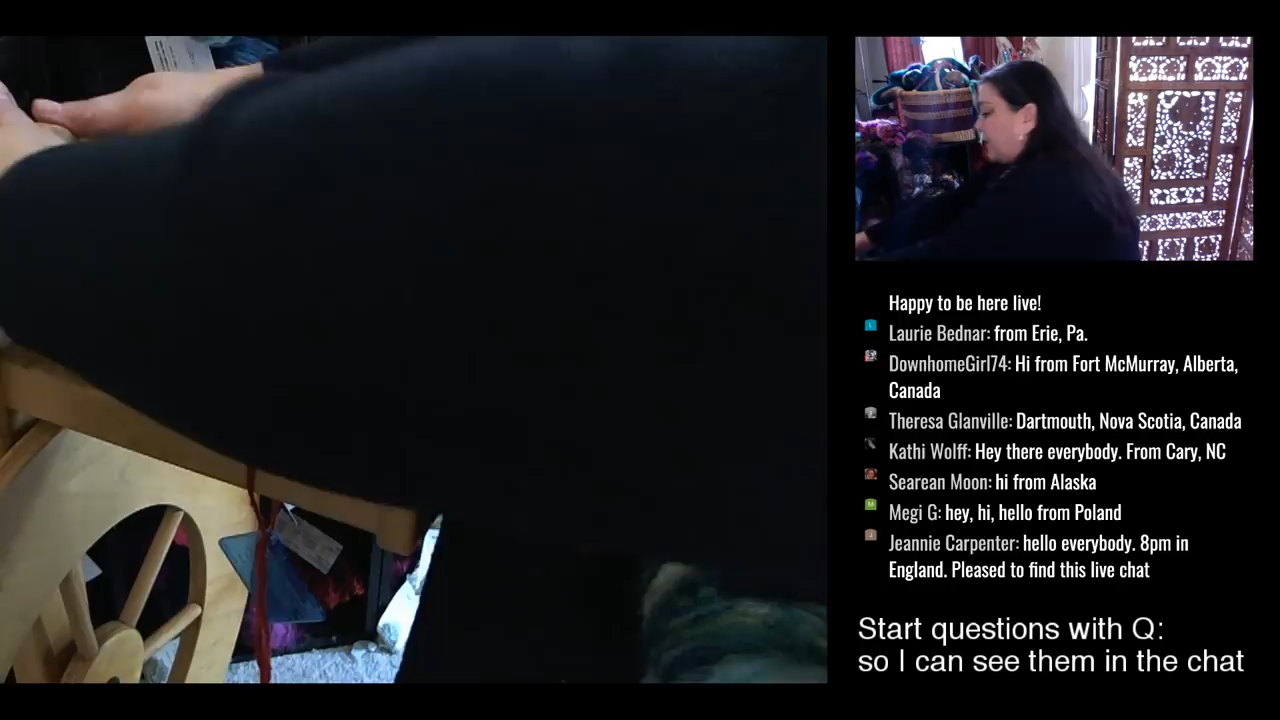 Happy to be here live!
Laurie Bednar: from Erie, Pa.
DownhomeGirl74: Hi from Fort McMurray, Alberta,
Canada
Theresa Glanville: Dartmouth, Nova Scotia, Canada
Kathi Wolff: Hey there everybody. From Cary, NC
Searean Moon: hi from Alaska
Megi G: hey, hi, hello from Poland
Jeannie Carpenter: hello everybody. 8pm in
England. Pleased to find this live chat
Start questions with Q:
so I can see them in the chat